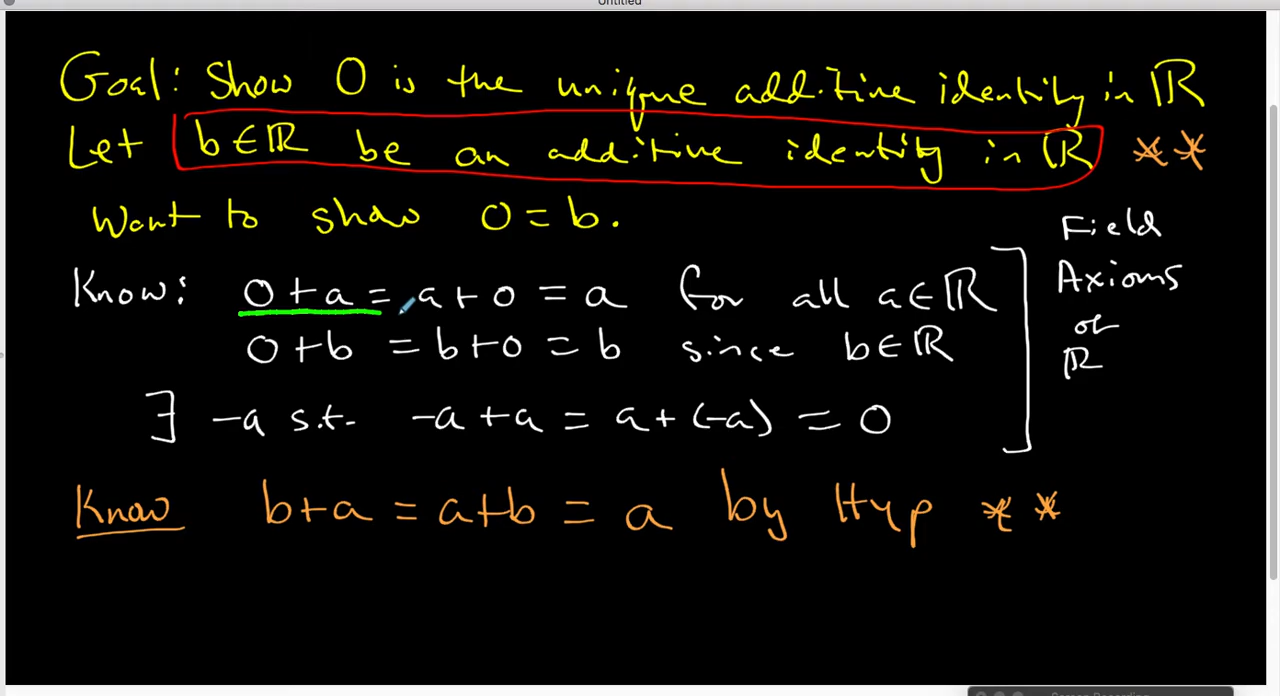 Untitled
Goal: Show 0 is the unique additive identity in ℝ
Let b∈ℝ be an additive identity in ℝ **
Want to show 0 = b.
Know: 0+a = a+0 = a for all a∈ℝ
0+b = b+0 = b since b∈ℝ
∃ -a s.t. -a+a = a+(-a) = 0
Field
Axioms
of
ℝ
Know b+a = a+b = a by Hyp **